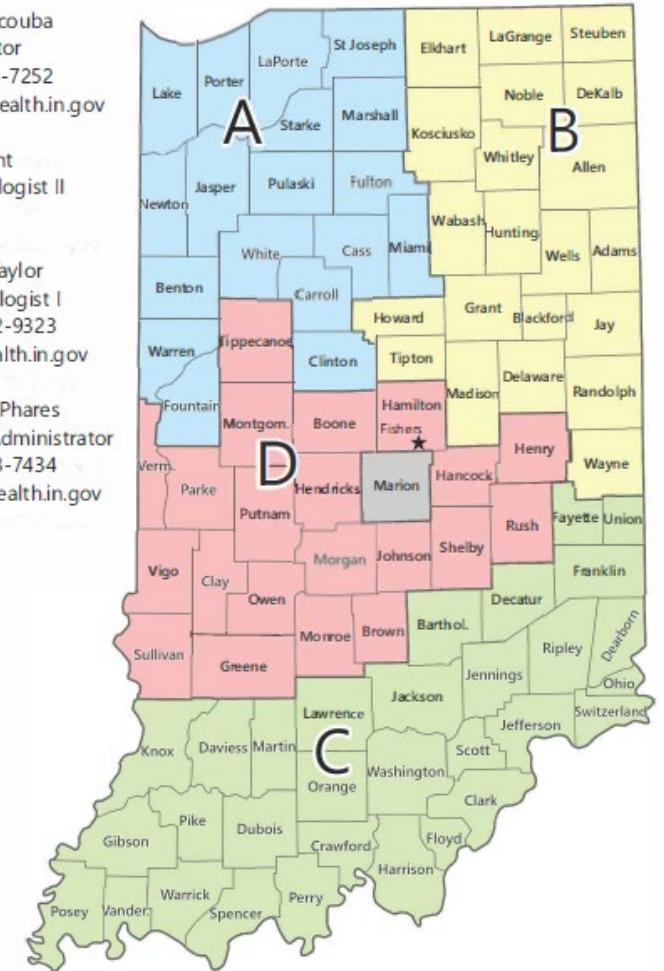 couba
tor
-7252
ealth.in.gov
nt
logist II
aylor
logist I
2-9323
alth.in.gov
Phares
dministrator
3-7434
ealth.in.gov
Lake
Porter
LaPorte
St Joseph
Elkhart
LaGrange
Steuben
A
Starke
Marshall
Kosciusko
Noble
DeKalb
B
Whitley
Allen
Newton
Jasper
Pulaski
Fulton
Wabash
Hunting.
Wells
Adams
White
Cass
Miami
Benton
Carroll
Howard
Grant
Blackford
Jay
Warren
Tippecanoe
Clinton
Tipton
Madison
Delaware
Randolph
Fountain
Montgom.
Boone
Hamilton
Fishers
Henry
Wayne
D
Verm.
Parke
Hendricks
Marion
Hancock
Putnam
Rush
Fayette
Union
Morgan
Johnson
Shelby
Vigo
Clay
Owen
Decatur
Franklin
Sullivan
Greene
Monroe
Brown
Barthol.
Jennings
Ripley
Dearborn
Ohio
Switzerland
Jackson
Lawrence
Jefferson
Knox
Daviess
Martin
C
Orange
Washington
Scott
Clark
Gibson
Pike
Dubois
Crawford
Harrison
Floyd
Posey
Vander.
Warrick
Spencer
Perry